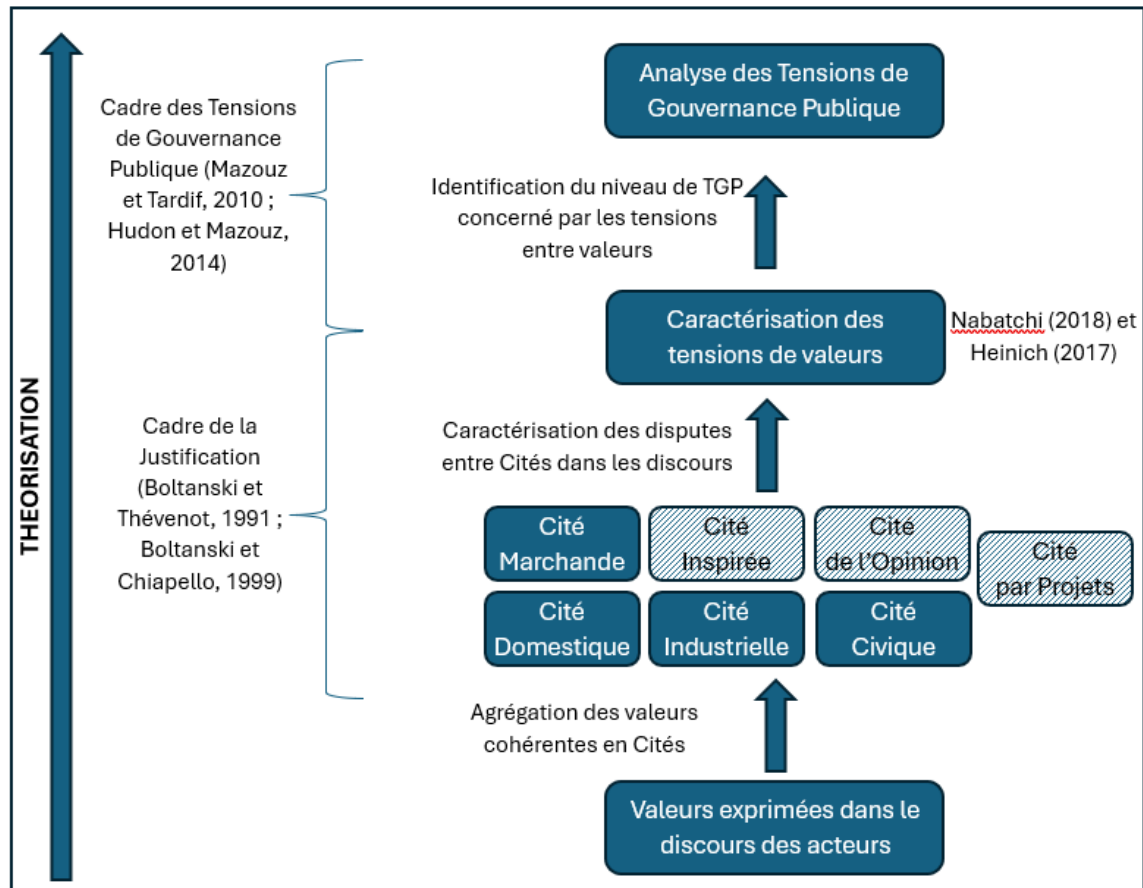 THEORISATION
Cadre des Tensions
de Gouvernance
Publique (Mazouz
et Tardif, 2010 ;
Hudon et Mazouz,
2014)
Cadre de la
Justification
(Boltanski et
Thévenot, 1991 ;
Boltanski et
Chiapello, 1999)
Analyse des Tensions de
Gouvernance Publique
Identification du niveau de TGP
concerné par les tensions
entre valeurs
Caractérisation des
tensions de valeurs
Nabatchi (2018) et
Heinich (2017)
Caractérisation des disputes
entre Cités dans les discours
Cité
Marchande
Cité
Inspirée
Cité
de l’Opinion
Cité
par Projets
Cité
Domestique
Cité
Industrielle
Cité
Civique
Agrégation des valeurs
cohérentes en Cités
Valeurs exprimées dans le
discours des acteurs